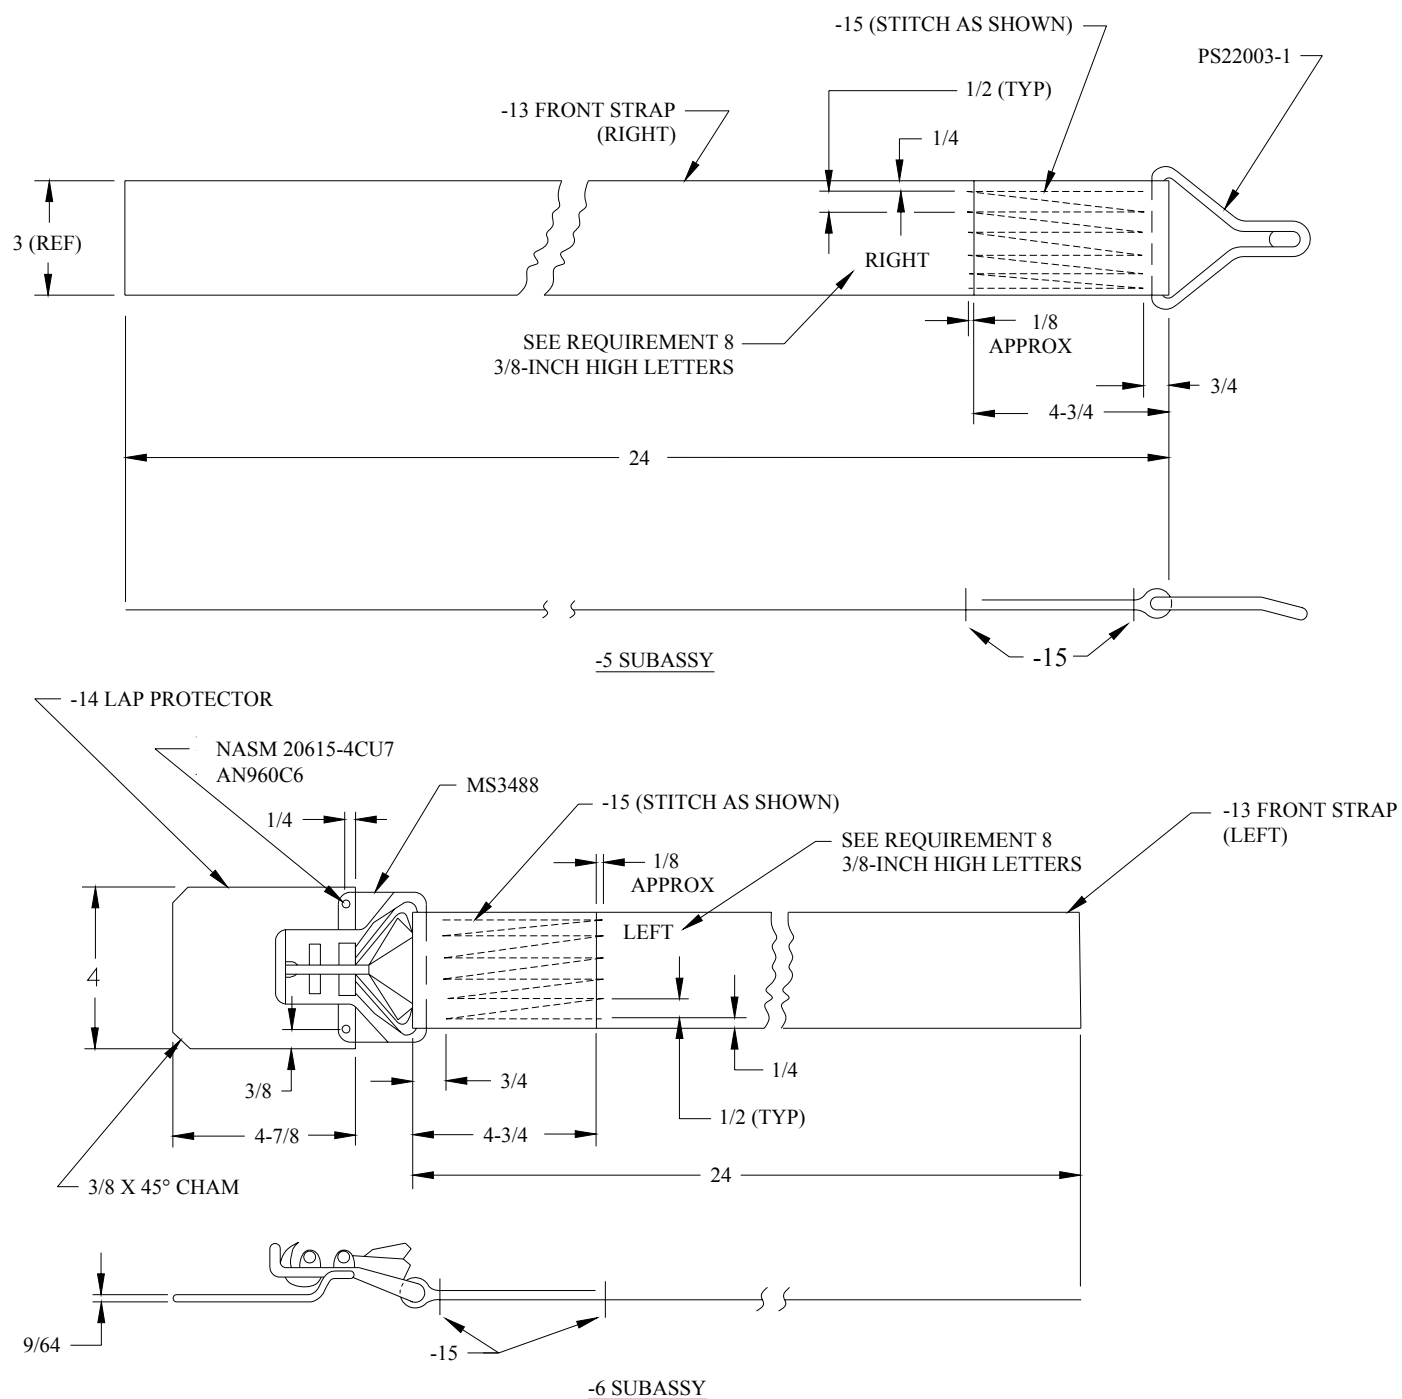 -15 (STITCH AS SHOWN)
PS22003-1
1/2 (TYP)
-13 FRONT STRAP
(RIGHT)
1/4
3 (REF)
RIGHT
SEE REQUIREMENT 8
3/8-INCH HIGH LETTERS
1/8
APPROX
3/4
4-3/4
24
-15
-5 SUBASSY
-14 LAP PROTECTOR
NASM 20615-4CU7
AN960C6
MS3488
-15 (STITCH AS SHOWN)
-13 FRONT STRAP
(LEFT)
1/4
SEE REQUIREMENT 8
3/8-INCH HIGH LETTERS
1/8
APPROX
LEFT
4
3/8
3/4
1/4
1/2 (TYP)
4-7/8
4-3/4
24
3/8 X 45° CHAM
9/64
-15
-6 SUBASSY